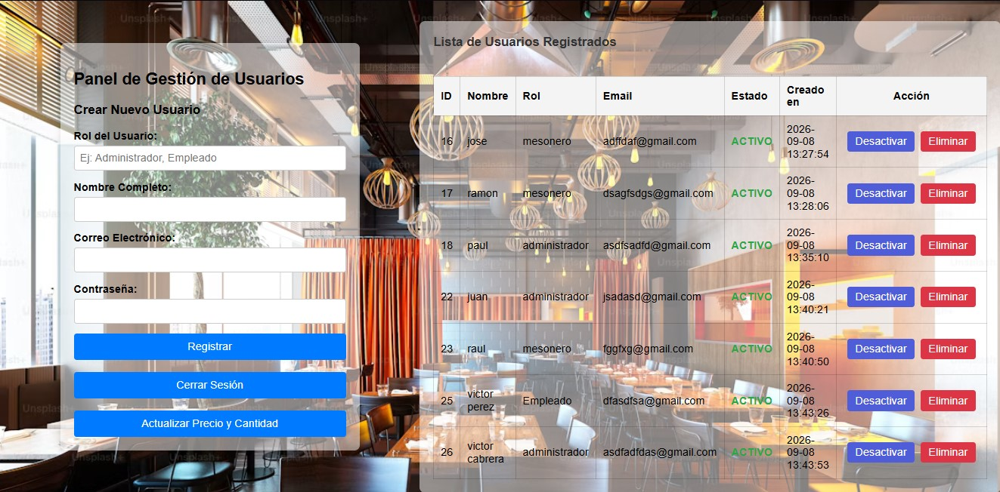 Panel de Gestión de Usuarios
Crear Nuevo Usuario
Rol del Usuario:
Ej: Administrador, Empleado
Nombre Completo:
Correo Electrónico:
Contraseña:
Registrar
Cerrar Sesión
Actualizar Precio y Cantidad
Lista de Usuarios Registrados
ID Nombre Rol Email Estado Creado en Acción
16 jose mesonero adffdaf@gmail.com ACTIVO 2026-09-08 13:27:54 Desactivar Eliminar
17 ramon mesonero dsagfsdgs@gmail.com ACTIVO 2026-09-08 13:28:06 Desactivar Eliminar
18 paul administrador asdfsadfd@gmail.com ACTIVO 2026-09-08 13:35:10 Desactivar Eliminar
22 juan administrador jsadasd@gmail.com ACTIVO 2026-09-08 13:40:21 Desactivar Eliminar
23 raul mesonero fggfxg@gmail.com ACTIVO 2026-09-08 13:40:50 Desactivar Eliminar
25 victor perez Empleado dfasdfsa@gmail.com ACTIVO 2026-09-08 13:43:26 Desactivar Eliminar
26 victor cabrera administrador asdfadfdas@gmail.com ACTIVO 2026-09-08 13:43:53 Desactivar Eliminar
Unsplash+